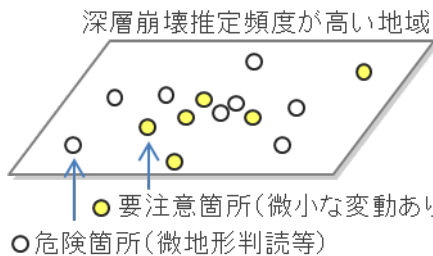 深層崩壊推定頻度が高い地域
要注意箇所(微小な変動あ
危険箇所(微地形判読等)